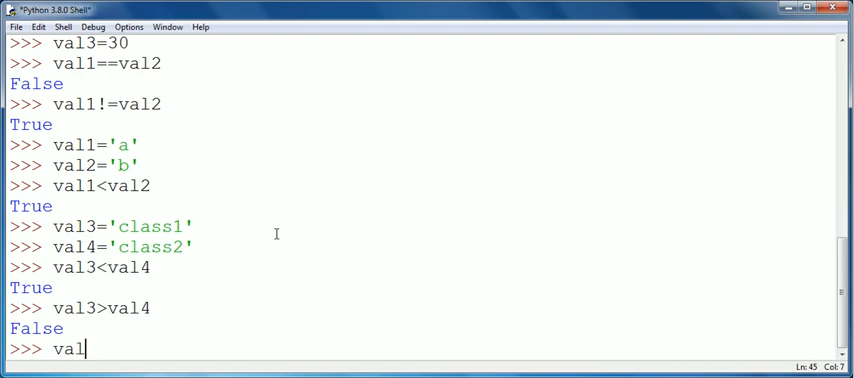 *Python 3.8.0 Shell*
File Edit Shell Debug Options Window Help
>>> val3=30
>>> val1==val2
False
>>> val1!=val2
True
>>> val1='a'
>>> val2='b'
>>> val1<val2
True
>>> val3='class1'
>>> val4='class2'
>>> val3<val4
True
>>> val3>val4
False
>>> val
Ln: 45 Col: 7